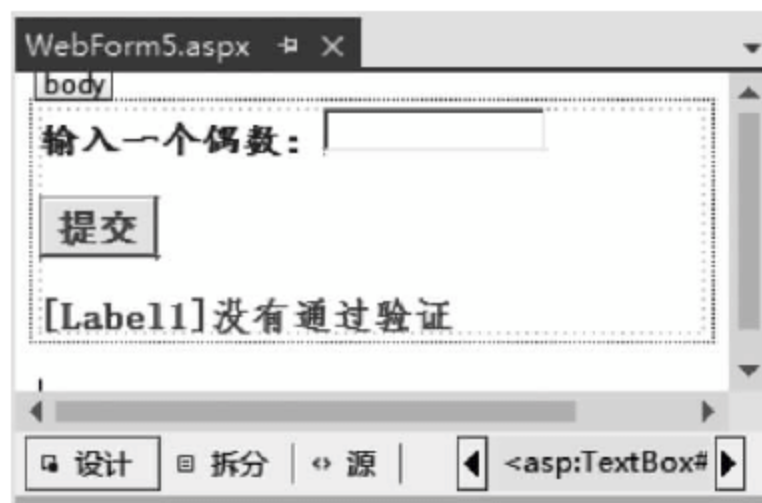 WebForm5.aspx
body
输入一个偶数：
提交
[Label1]没有通过验证
设计 拆分 源 <asp:TextBox#